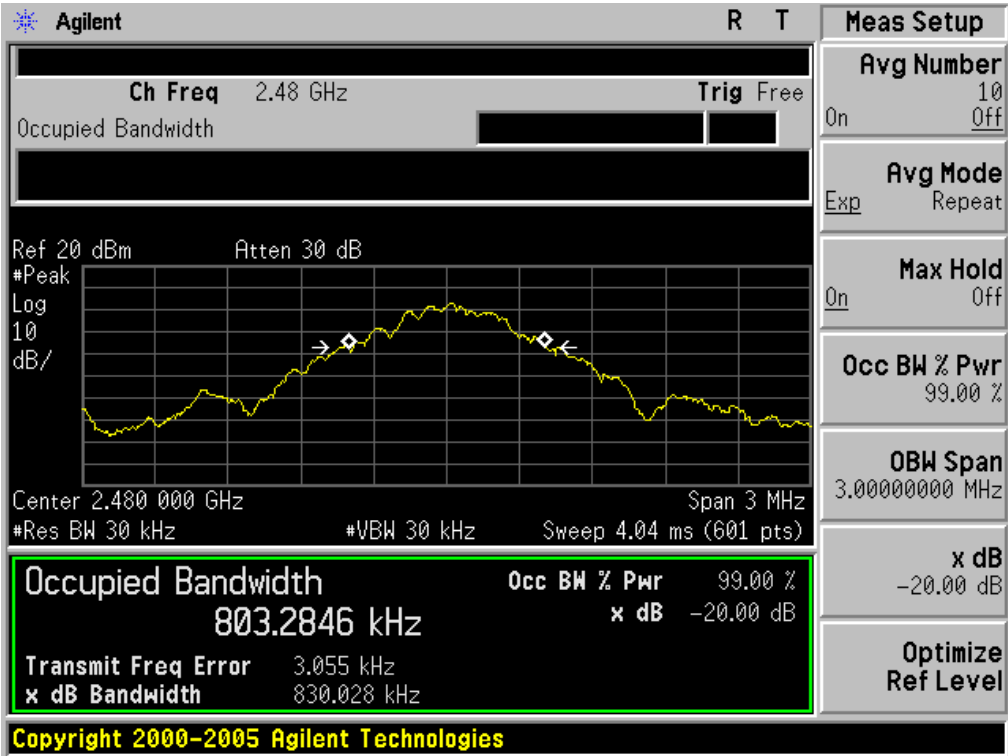 Agilent R T
Meas Setup
Ch Freq 2.48 GHz Trig Free
Occupied Bandwidth
Avg Number
10
On Off
Avg Mode
Exp Repeat
Max Hold
On Off
Occ BW % Pwr
99.00 %
OBW Span
3.00000000 MHz
x dB
-20.00 dB
Optimize
Ref Level
Ref 20 dBm Atten 30 dB
#Peak
Log
10
dB/
Center 2.480 000 GHz Span 3 MHz
#Res BW 30 kHz #VBW 30 kHz Sweep 4.04 ms (601 pts)
Occupied Bandwidth Occ BW % Pwr 99.00 %
803.2846 kHz x dB -20.00 dB
Transmit Freq Error 3.055 kHz
x dB Bandwidth 830.028 kHz
Copyright 2000-2005 Agilent Technologies